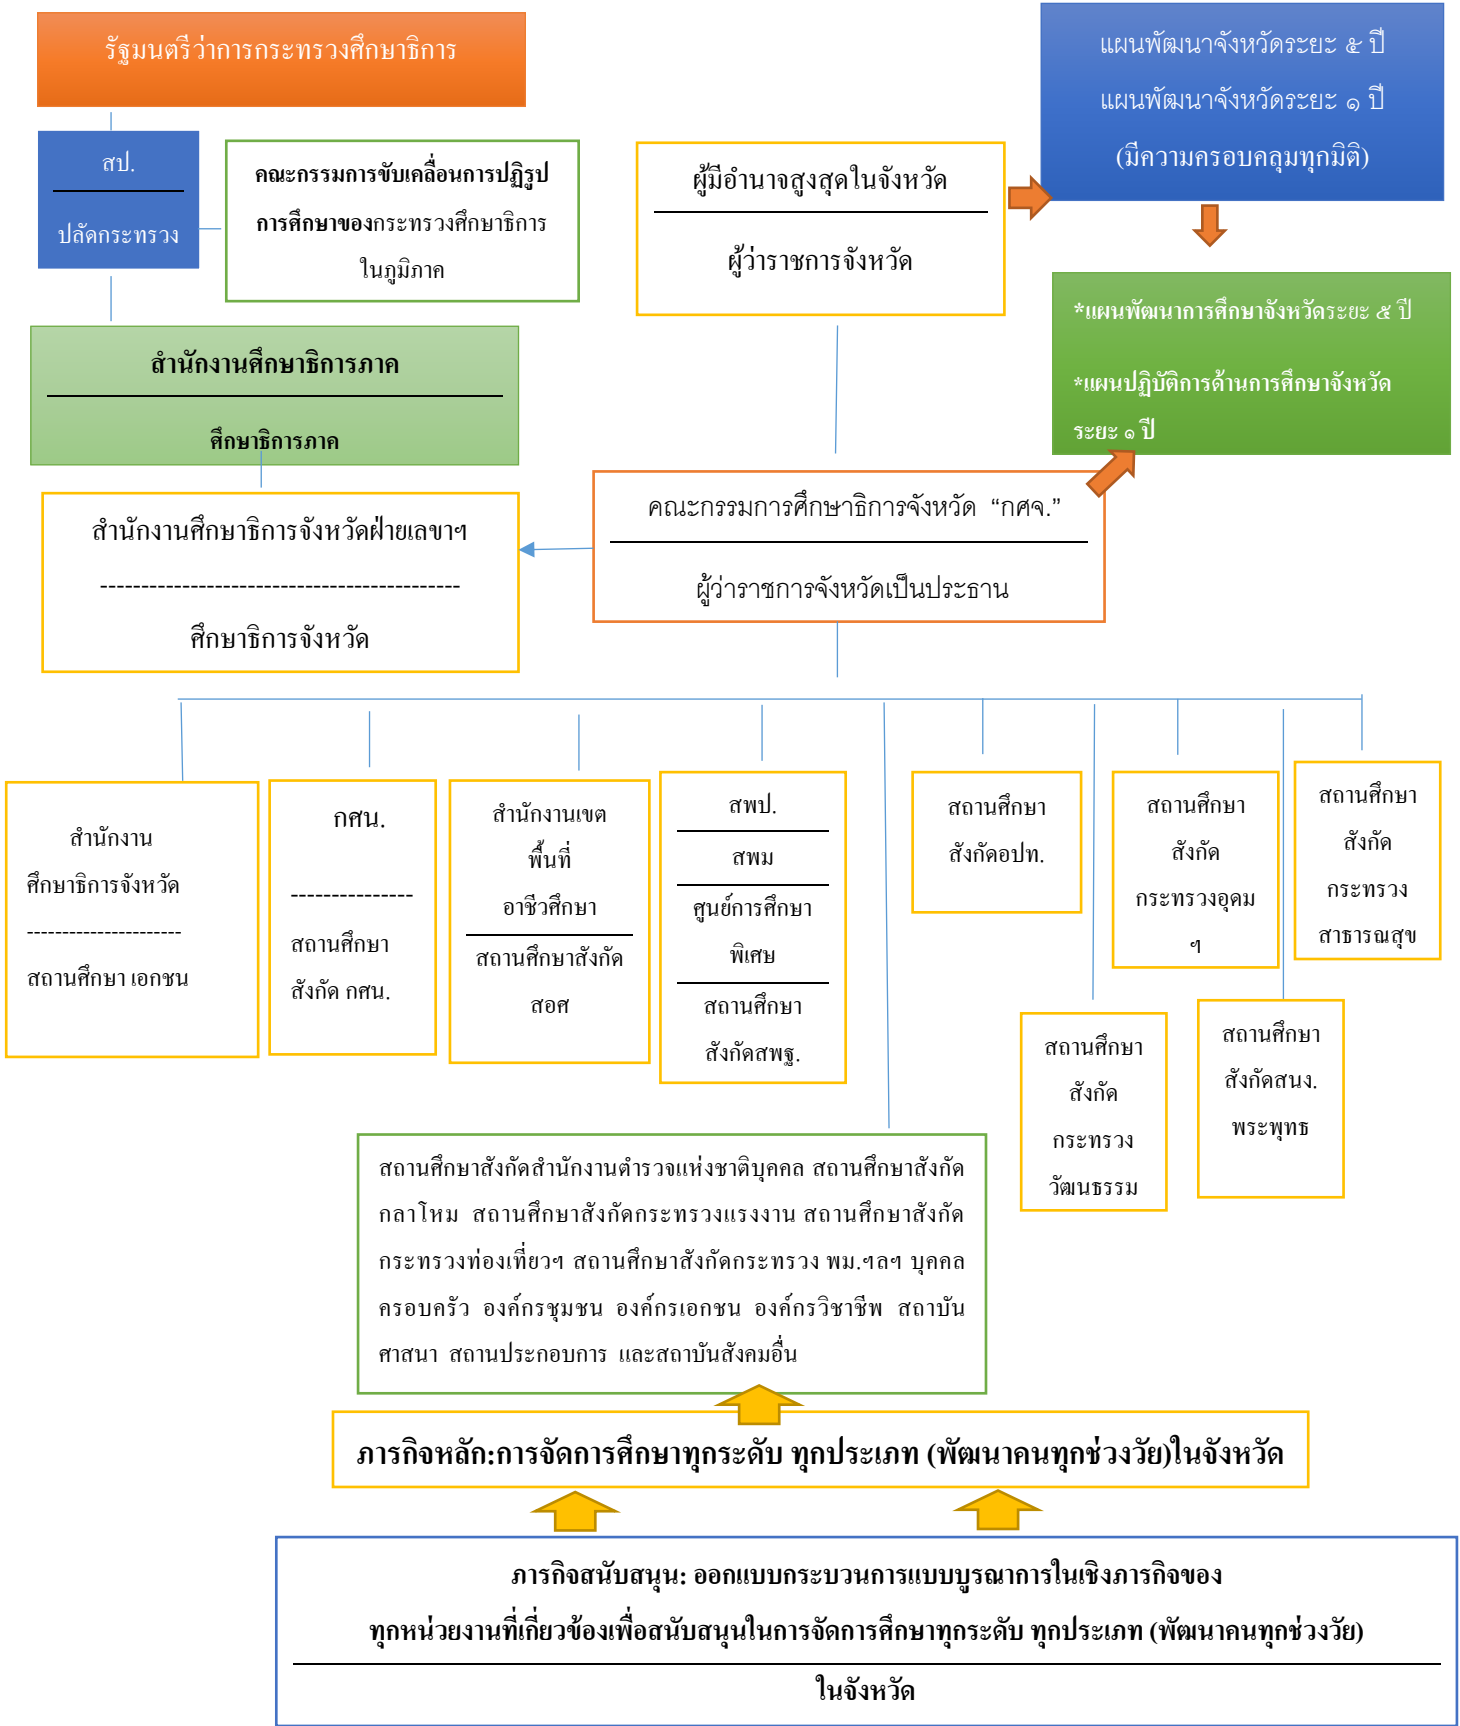 รัฐมนตรีว่าการกระทรวงศึกษาธิการ
สป.
ปลัดกระทรวง
คณะกรรมการขับเคลื่อนการปฏิรูป
การศึกษาของกระทรวงศึกษาธิการ
ในภูมิภาค
ผู้มีอำนาจสูงสุดในจังหวัด
ผู้ว่าราชการจังหวัด
แผนพัฒนาจังหวัดระยะ ๕ ปี
แผนพัฒนาจังหวัดระยะ ๑ ปี
(มีความครอบคลุมทุกมิติ)
*แผนพัฒนาการศึกษาจังหวัดระยะ ๕ ปี
*แผนปฏิบัติการด้านการศึกษาจังหวัด
ระยะ ๑ ปี
สำนักงานศึกษาธิการภาค
ศึกษาธิการภาค
สำนักงานศึกษาธิการจังหวัดฝ่ายเลขาฯ
--------------------------------------------
ศึกษาธิการจังหวัด
คณะกรรมการศึกษาธิการจังหวัด “กศจ.”
ผู้ว่าราชการจังหวัดเป็นประธาน
สำนักงาน
ศึกษาธิการจังหวัด
----------------------
สถานศึกษา เอกชน
กศน.
---------------
สถานศึกษา
สังกัด กศน.
สำนักงานเขต
พื้นที่
อาชีวศึกษา
สถานศึกษาสังกัด
สอศ
สพป.
สพม
ศูนย์การศึกษา
พิเศษ
สถานศึกษา
สังกัดสพฐ.
สถานศึกษา
สังกัดอปท.
สถานศึกษา
สังกัด
กระทรวงอุดม
ฯ
สถานศึกษา
สังกัด
กระทรวง
สาธารณสุข
สถานศึกษา
สังกัด
กระทรวง
วัฒนธรรม
สถานศึกษา
สังกัดสนง.
พระพุทธ
สถานศึกษาสังกัดสำนักงานตำรวจแห่งชาติบุคคล สถานศึกษาสังกัด
กลาโหม สถานศึกษาสังกัดกระทรวงแรงงาน สถานศึกษาสังกัด
กระทรวงท่องเที่ยวฯ สถานศึกษาสังกัดกระทรวง พม.ฯลฯ บุคคล
ครอบครัว องค์กรชุมชน องค์กรเอกชน องค์กรวิชาชีพ สถาบัน
ศาสนา สถานประกอบการ และสถาบันสังคมอื่น
ภารกิจหลัก:การจัดการศึกษาทุกระดับ ทุกประเภท (พัฒนาคนทุกช่วงวัย)ในจังหวัด
ภารกิจสนับสนุน: ออกแบบกระบวนการแบบบูรณาการในเชิงภารกิจของ
ทุกหน่วยงานที่เกี่ยวข้องเพื่อสนับสนุนในการจัดการศึกษาทุกระดับ ทุกประเภท (พัฒนาคนทุกช่วงวัย)
ในจังหวัด